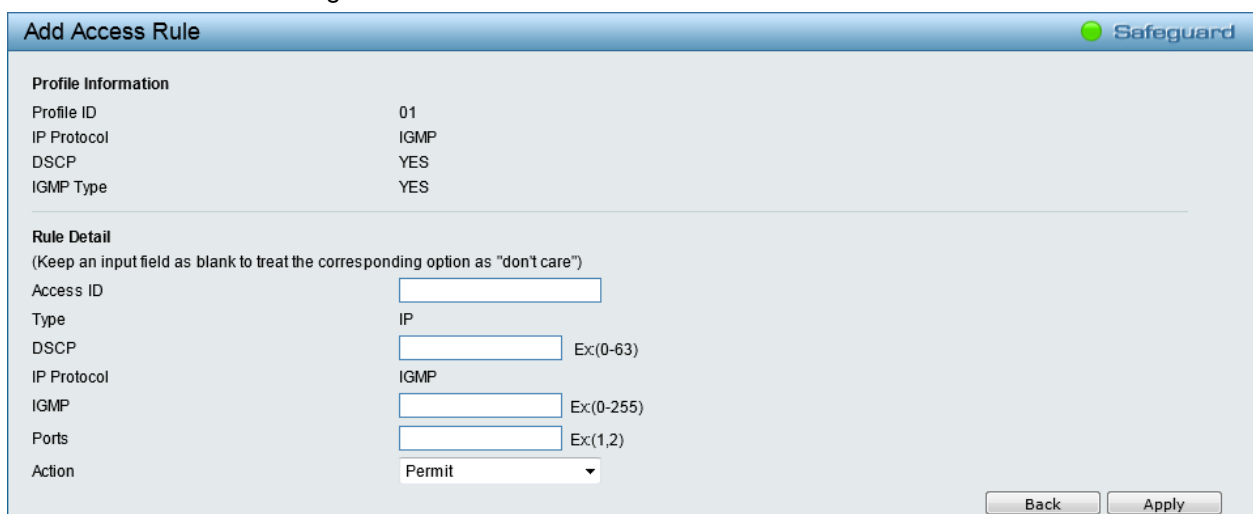 Add Access Rule Safeguard
Profile Information
Profile ID 01
IP Protocol IGMP
DSCP YES
IGMP Type YES
Rule Detail
(Keep an input field as blank to treat the corresponding option as "don't care")
Access ID
Type IP
DSCP Ex:(0-63)
IP Protocol IGMP
IGMP Ex:(0-255)
Ports Ex:(1,2)
Action Permit
Back Apply